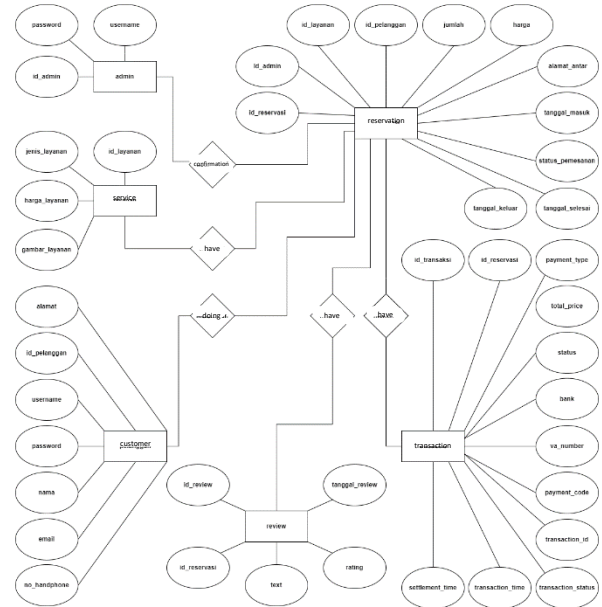 password
username
id_layanan
id_pelanggan
jumlah
harga
id_admin
admin
id_admin
alamat_antar
id_reservasi
reservation
tanggal_masuk
jenis_layanan
id_layanan
confirmation
status_pemesanan
harga_layanan
service
tanggal_keluar
tanggal_selesai
gambar_layanan
have
id_transaksi
id_reservasi
payment_type
alamat
doing
have
have
total_price
id_pelanggan
status
username
bank
password
customer
transaction
va_number
nama
id_review
tanggal_review
payment_code
email
review
transaction_id
no_handphone
id_reservasi
text
rating
settlement_time
transaction_time
transaction_status